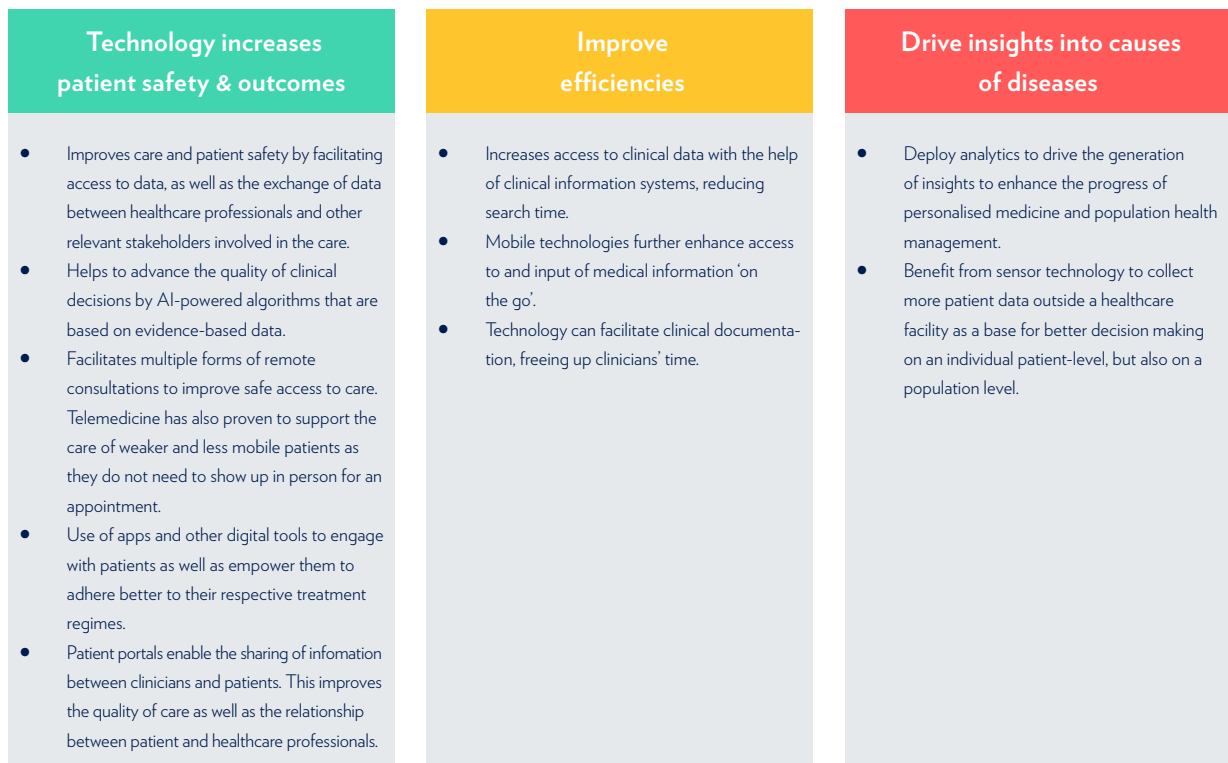 Technology increases
patient safety & outcomes
• Improves care and patient safety by facilitating
access to data, as well as the exchange of data
between healthcare professionals and other
relevant stakeholders involved in the care.
• Helps to advance the quality of clinical
decisions by AI-powered algorithms that are
based on evidence-based data.
• Facilitates multiple forms of remote
consultations to improve safe access to care.
Telemedicine has also proven to support the
care of weaker and less mobile patients as
they do not need to show up in person for an
appointment.
• Use of apps and other digital tools to engage
with patients as well as empower them to
adhere better to their respective treatment
regimes.
• Patient portals enable the sharing of infomation
between clinicians and patients. This improves
the quality of care as well as the relationship
between patient and healthcare professionals.
Improve
efficiencies
• Increases access to clinical data with the help
of clinical information systems, reducing
search time.
• Mobile technologies further enhance access
to and input of medical information ‘on
the go’.
• Technology can facilitate clinical documenta-
tion, freeing up clinicians’ time.
Drive insights into causes
of diseases
• Deploy analytics to drive the generation
of insights to enhance the progress of
personalised medicine and population health
management.
• Benefit from sensor technology to collect
more patient data outside a healthcare
facility as a base for better decision making
on an individual patient-level, but also on a
population level.